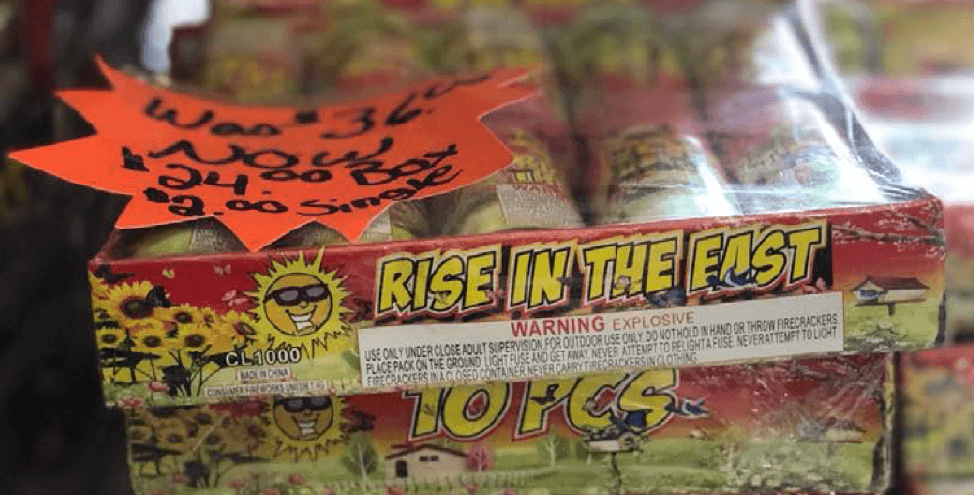 Was $36.00
NOW
$24.00 Box
$2.00 Single
RISE IN THE EAST
WARNING EXPLOSIVE
USE ONLY UNDER CLOSE ADULT SUPERVISION. FOR OUTDOOR USE ONLY. DO NOT HOLD IN HAND OR THROW FIRECRACKERS
PLACE PACK ON THE GROUND LIGHT FUSE AND GET AWAY. NEVER ATTEMPT TO RELIGHT A FUSE. NEVER ATTEMPT TO LIGHT
FIRECRACKERS IN A CLOSED CONTAINER. NEVER CARRY FIRECRACKERS IN CLOTHING
CL1000
MADE IN CHINA
CONSUMER FIREWORKS
10 PCS